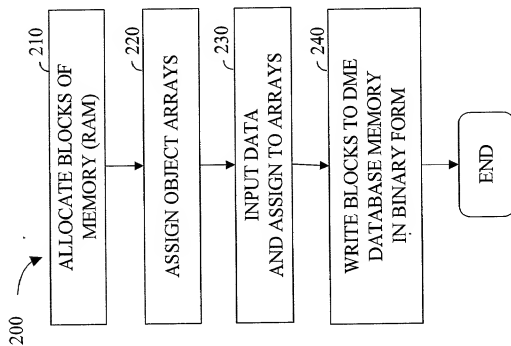 200
210
ALLOCATE BLOCKS OF
MEMORY (RAM)
220
ASSIGN OBJECT ARRAYS
230
INPUT DATA
AND ASSIGN TO ARRAYS
240
WRITE BLOCKS TO DME
DATABASE MEMORY
IN BINARY FORM
END